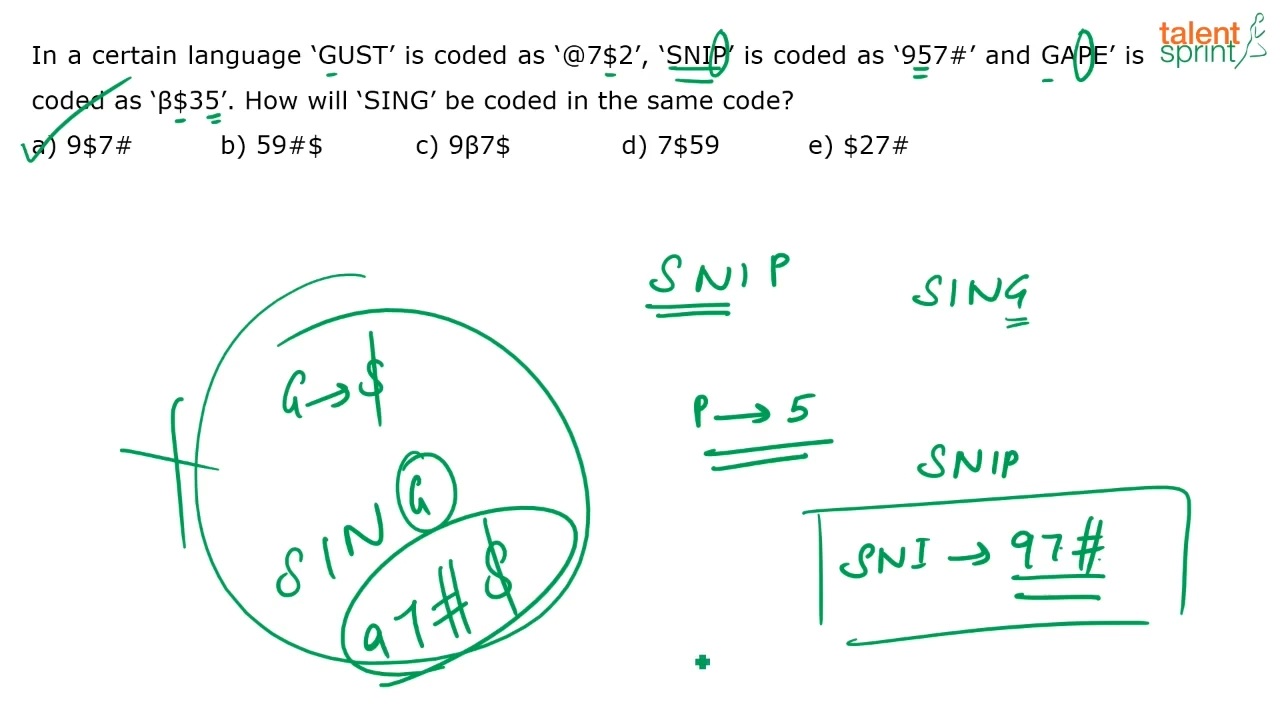 talent
sprint
In a certain language ‘GUST’ is coded as ‘@7$2’, ‘SNIP’ is coded as ‘957#’ and GAPE’ is
coded as ‘β$35’. How will ‘SING’ be coded in the same code?
a) 9$7# b) 59#$ c) 9β7$ d) 7$59 e) $27#
SNIP SING
G→$
P→5
SNIP
SING
SNI → 97#
97#$